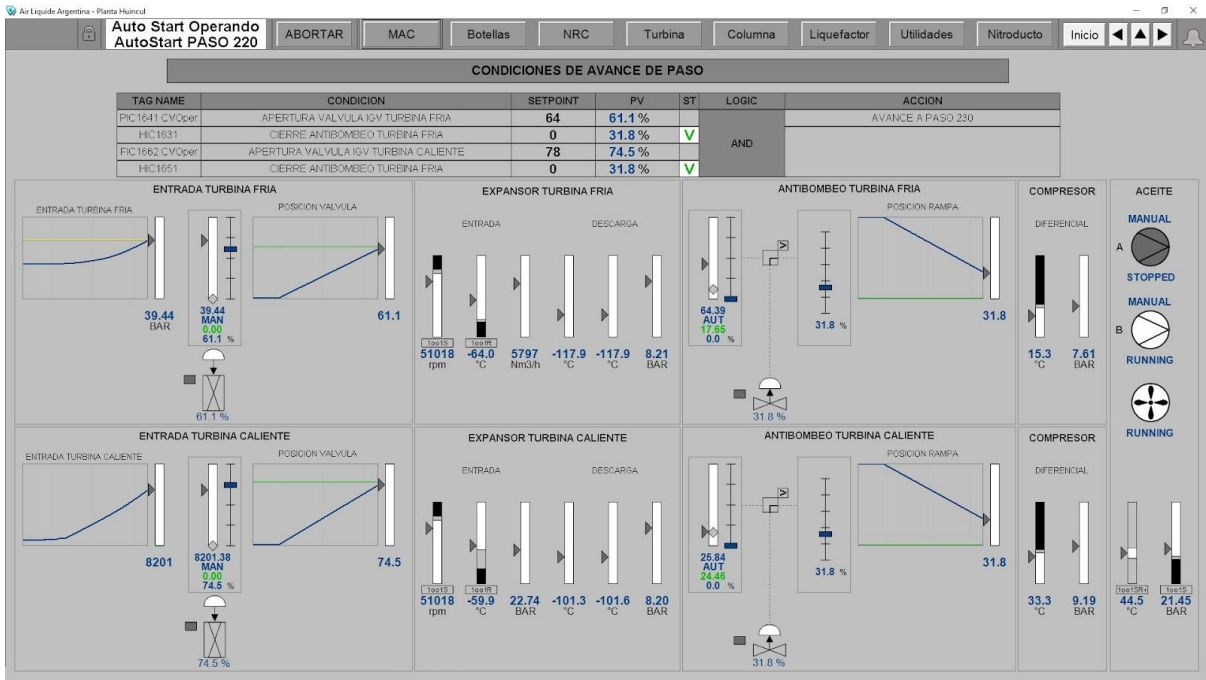 Air Liquide Argentina - Planta Huincul
Auto Start Operando
AutoStart PASO 220
ABORTAR
MAC
Botellas
NRC
Turbina
Columna
Liquefactor
Utilidades
Nitroducto
Inicio
CONDICIONES DE AVANCE DE PASO
TAG NAME CONDICION SETPOINT PV ST LOGIC ACCION
PIC1641 CVOper APERTURA VALVULA IGV TURBINA FRIA 64 61.1 % AVANCE A PASO 230
HIC1631 CIERRE ANTIBOMBEO TURBINA FRIA 0 31.8 % V
AND
FIC1662 CVOper APERTURA VALVULA IGV TURBINA CALIENTE 78 74.5 %
HIC1651 CIERRE ANTIBOMBEO TURBINA FRIA 0 31.8 % V
ENTRADA TURBINA FRIA
ENTRADA TURBINA FRIA
POSICION VALVULA
39.44
BAR
39.44
MAN
0.00
61.1 %
61.1
61.1 %
EXPANSOR TURBINA FRIA
ENTRADA DESCARGA
1oo1S 1oo1R
51018 -64.0 5797 -117.9 -117.9 8.21
rpm °C Nm3/h °C °C BAR
ANTIBOMBEO TURBINA FRIA
POSICION RAMPA
V
64.39
AUT
17.65
0.0 %
31.8 %
31.8
31.8 %
COMPRESOR
DIFERENCIAL
15.3 7.61
°C BAR
ACEITE
MANUAL
A
STOPPED
MANUAL
B
RUNNING
RUNNING
ENTRADA TURBINA CALIENTE
ENTRADA TURBINA CALIENTE
POSICION VALVULA
8201
8201.38
MAN
0.00
74.5 %
74.5
74.5 %
EXPANSOR TURBINA CALIENTE
ENTRADA DESCARGA
1oo1S 1oo1R
51018 -59.9 22.74 -101.3 -101.6 8.20
rpm °C BAR °C °C BAR
ANTIBOMBEO TURBINA CALIENTE
POSICION RAMPA
V
25.84
AUT
24.46
0.0 %
31.8 %
31.8
31.8 %
COMPRESOR
DIFERENCIAL
33.3 9.19
°C BAR
1oo1SR+ 1oo1S
44.5 21.45
°C BAR